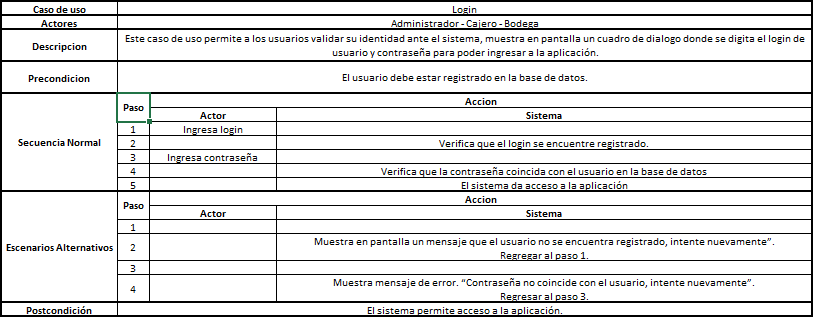 Caso de uso Login
Actores Administrador - Cajero - Bodega
Descripcion Este caso de uso permite a los usuarios validar su identidad ante el sistema, muestra en pantalla un cuadro de dialogo donde se digita el login de
usuario y contraseña para poder ingresar a la aplicación.
Precondicion El usuario debe estar registrado en la base de datos.
Secuencia Normal
Paso Accion
Actor Sistema
1 Ingresa login
2 Verifica que el login se encuentre registrado.
3 Ingresa contraseña
4 Verifica que la contraseña coincida con el usuario en la base de datos
5 El sistema da acceso a la aplicación
Escenarios Alternativos
Paso Accion
Actor Sistema
1
2 Muestra en pantalla un mensaje que el usuario no se encuentra registrado, intente nuevamente”.
Regregar al paso 1.
3
4 Muestra mensaje de error. “Contraseña no coincide con el usuario, intente nuevamente”.
Regresar al paso 3.
Postcondición El sistema permite acceso a la aplicación.